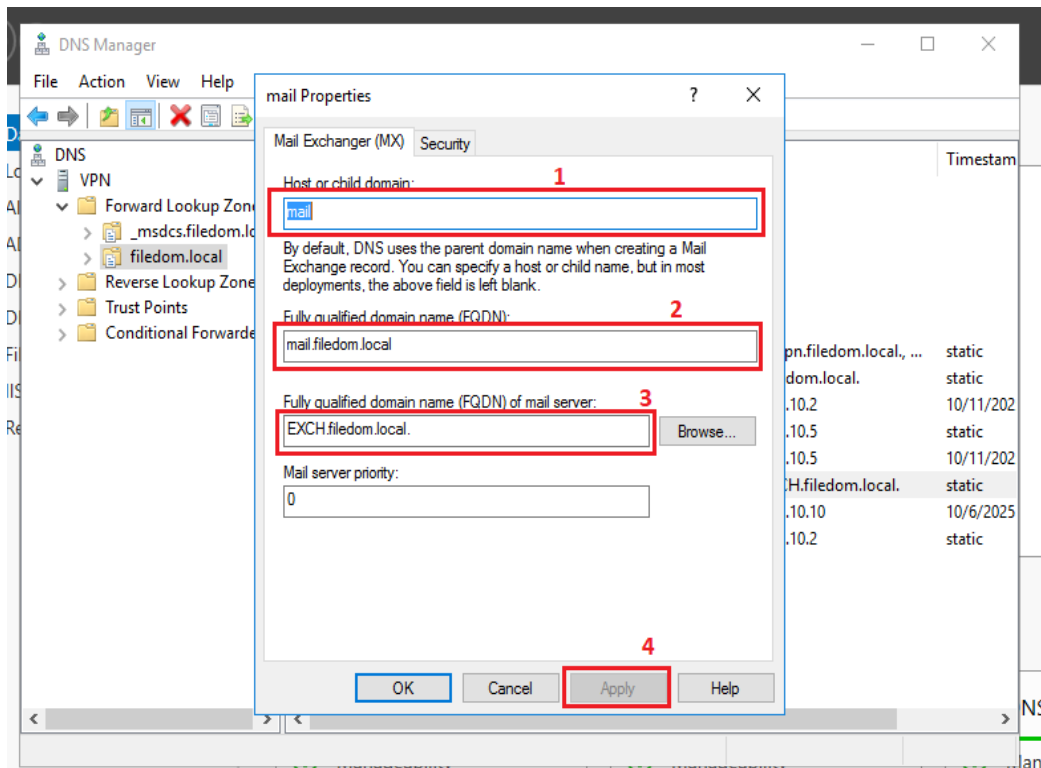 DNS Manager
File Action View Help
mail Properties
? 
Mail Exchanger (MX) Security
DNS
VPN
Forward Lookup Zone
_msdcs.filedom.lo
filedom.local
Reverse Lookup Zone
Trust Points
Conditional Forwarde
Host or child domain:
1
mail
By default, DNS uses the parent domain name when creating a Mail
Exchange record. You can specify a host or child name, but in most
deployments, the above field is left blank.
Fully qualified domain name (FQDN):
2
mail.filedom.local
Fully qualified domain name (FQDN) of mail server:
3
EXCH.filedom.local.
Browse...
Mail server priority:
0
4
OK Cancel Apply Help
Timestam
pn.filedom.local., ... static
dom.local. static
.10.2 10/11/202
.10.5 static
.10.5 10/11/202
H.filedom.local. static
.10.10 10/6/2025
.10.2 static